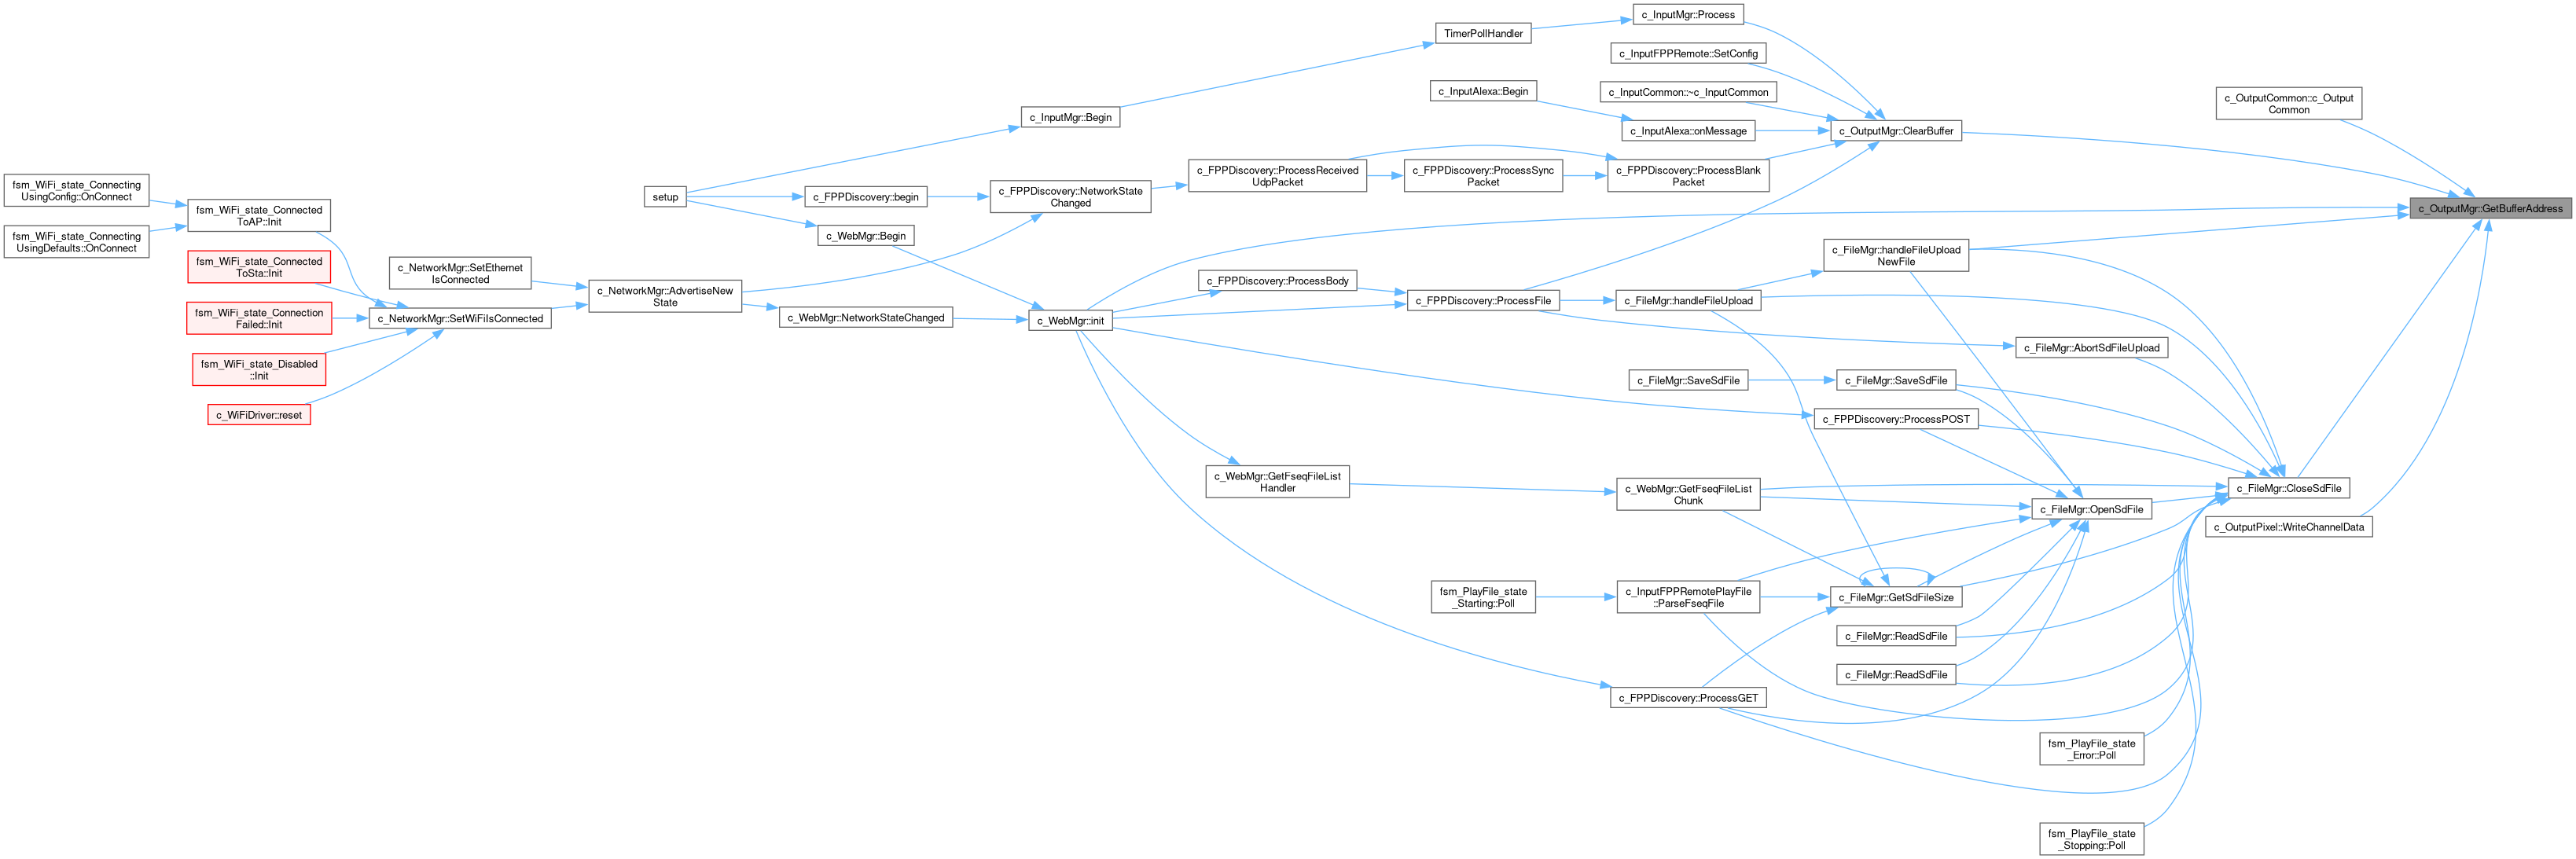 c_InputMgr::Process
TimerPollHandler
c_InputFPPRemote::SetConfig
c_InputAlexa::Begin
c_InputCommon::~c_InputCommon
c_OutputCommon::c_Output
Common
c_InputMgr::Begin
c_InputAlexa::onMessage
c_OutputMgr::ClearBuffer
fsm_WiFi_state_Connecting
UsingConfig::OnConnect
setup
c_FPPDiscovery::begin
c_FPPDiscovery::NetworkState
Changed
c_FPPDiscovery::ProcessReceived
UdpPacket
c_FPPDiscovery::ProcessSync
Packet
c_FPPDiscovery::ProcessBlank
Packet
c_OutputMgr::GetBufferAddress
fsm_WiFi_state_Connected
ToAP::Init
fsm_WiFi_state_Connecting
UsingDefaults::OnConnect
c_WebMgr::Begin
c_FileMgr::handleFileUpload
NewFile
fsm_WiFi_state_Connected
ToSta::Init
c_NetworkMgr::SetEthernet
IsConnected
c_NetworkMgr::AdvertiseNew
State
c_FPPDiscovery::ProcessBody
c_FPPDiscovery::ProcessFile
c_FileMgr::handleFileUpload
fsm_WiFi_state_Connection
Failed::Init
c_NetworkMgr::SetWiFiIsConnected
c_WebMgr::NetworkStateChanged
c_WebMgr::init
c_FileMgr::AbortSdFileUpload
fsm_WiFi_state_Disabled
::Init
c_FileMgr::SaveSdFile
c_FileMgr::SaveSdFile
c_WiFiDriver::reset
c_FPPDiscovery::ProcessPOST
c_WebMgr::GetFseqFileList
Handler
c_WebMgr::GetFseqFileList
Chunk
c_FileMgr::CloseSdFile
c_FileMgr::OpenSdFile
c_OutputPixel::WriteChannelData
fsm_PlayFile_state
_Starting::Poll
c_InputFPPRemotePlayFile
::ParseFseqFile
c_FileMgr::GetSdFileSize
c_FileMgr::ReadSdFile
c_FileMgr::ReadSdFile
c_FPPDiscovery::ProcessGET
fsm_PlayFile_state
_Error::Poll
fsm_PlayFile_state
_Stopping::Poll